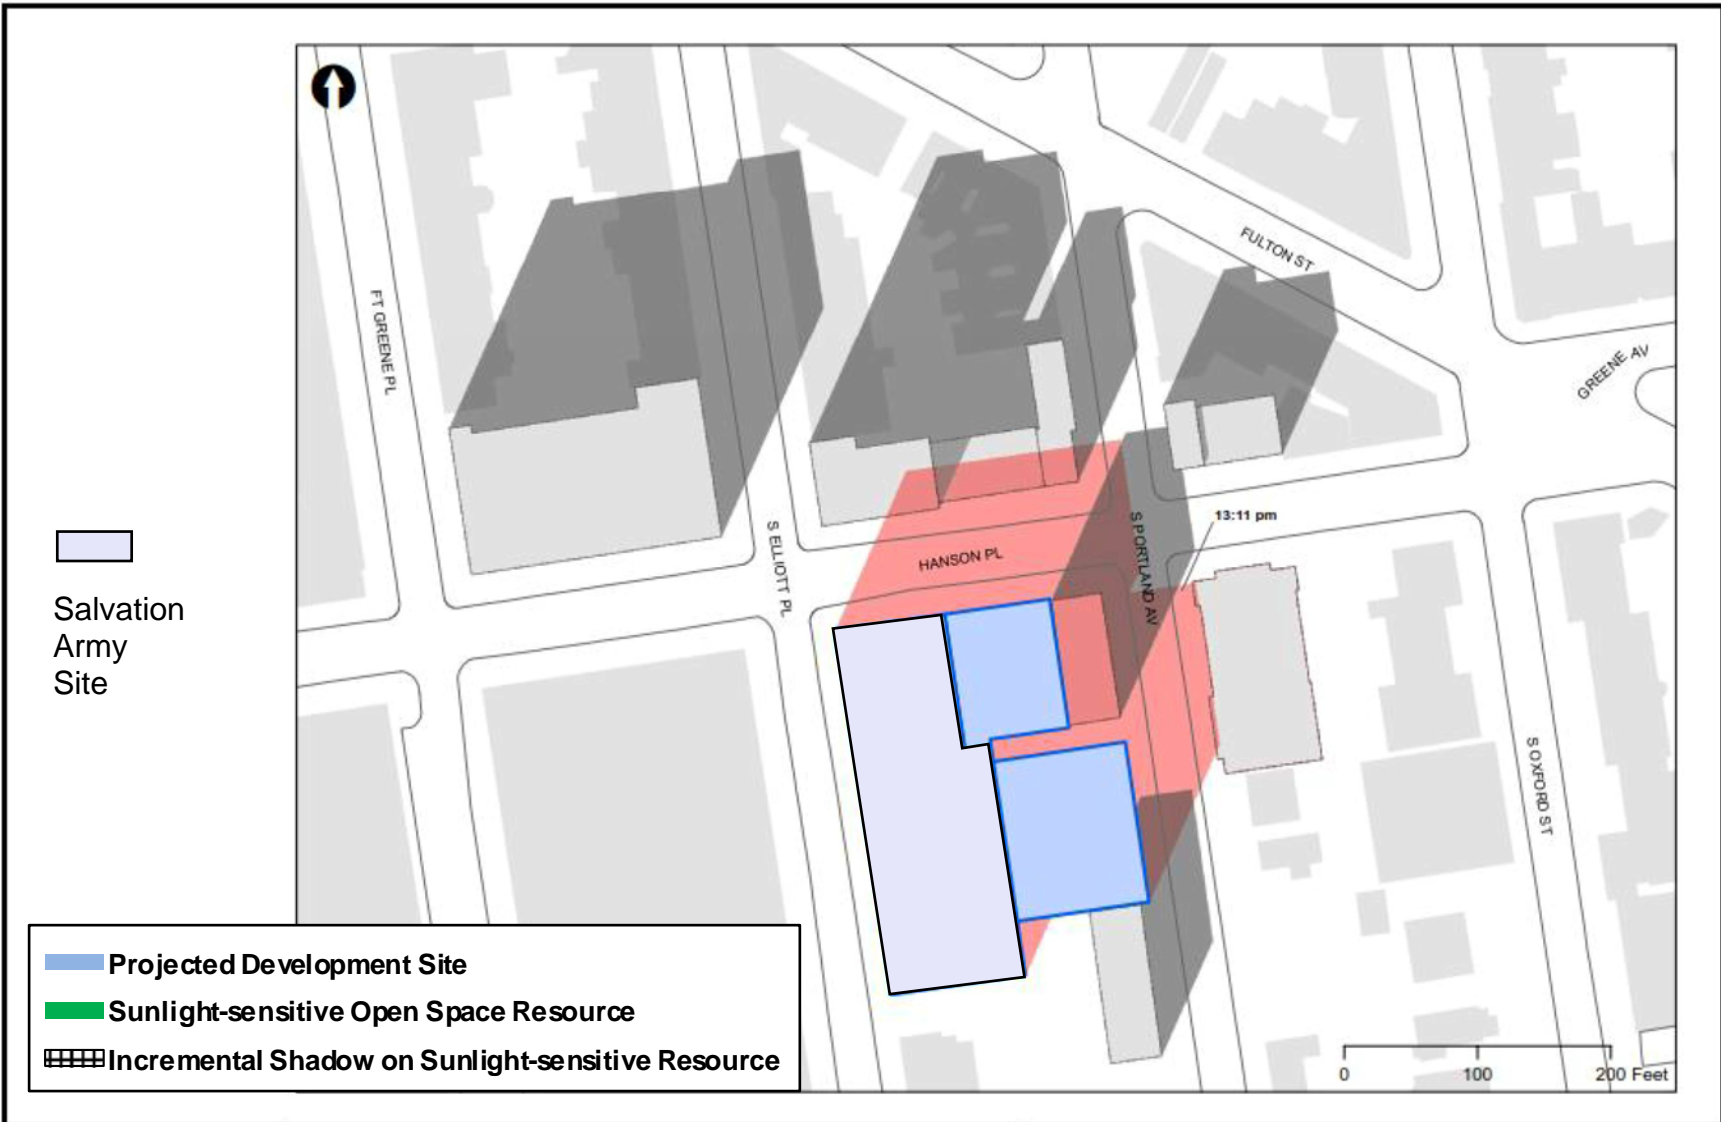 FULTON ST
GREENE AV
FT GREENE PL
13:11 pm
S ELLIOTT PL
S PORTLAND AV
HANSON PL
Salvation
Army
Site
S OXFORD ST
Projected Development Site
Sunlight-sensitive Open Space Resource
Incremental Shadow on Sunlight-sensitive Resource
0 100 200 Feet